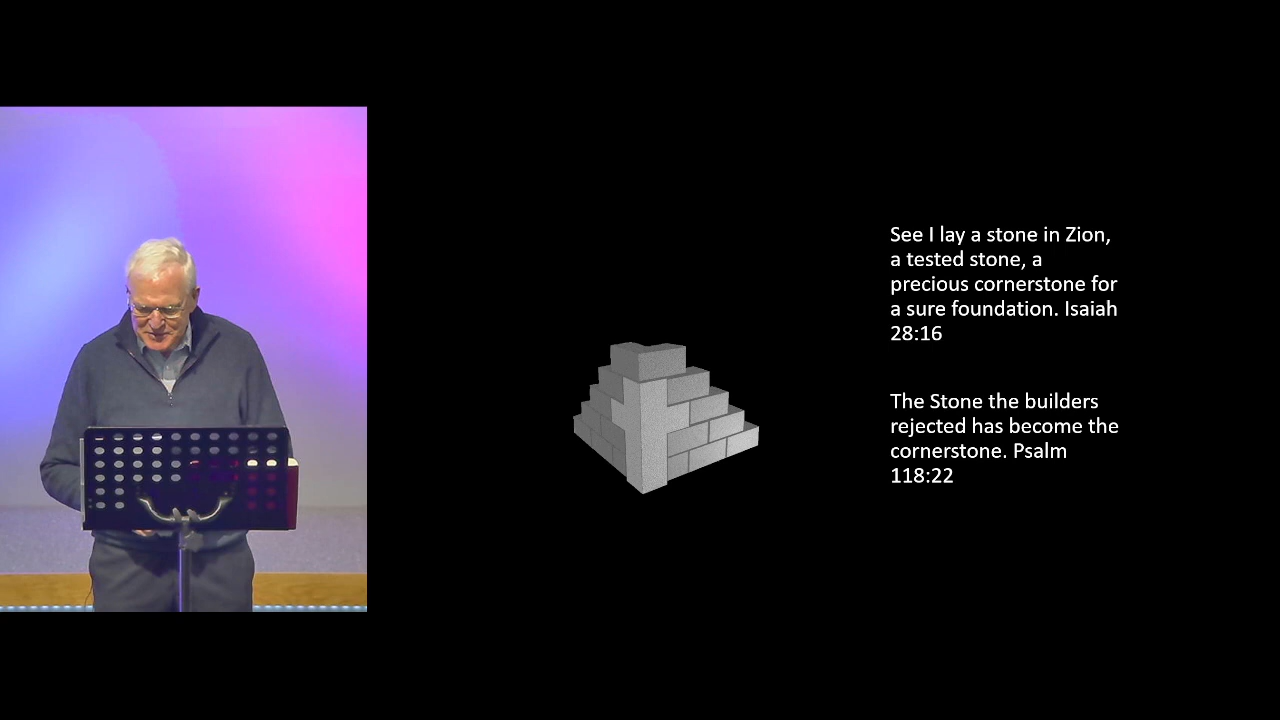 See I lay a stone in Zion,
a tested stone, a
precious cornerstone for
a sure foundation. Isaiah
28:16
The Stone the builders
rejected has become the
cornerstone. Psalm
118:22